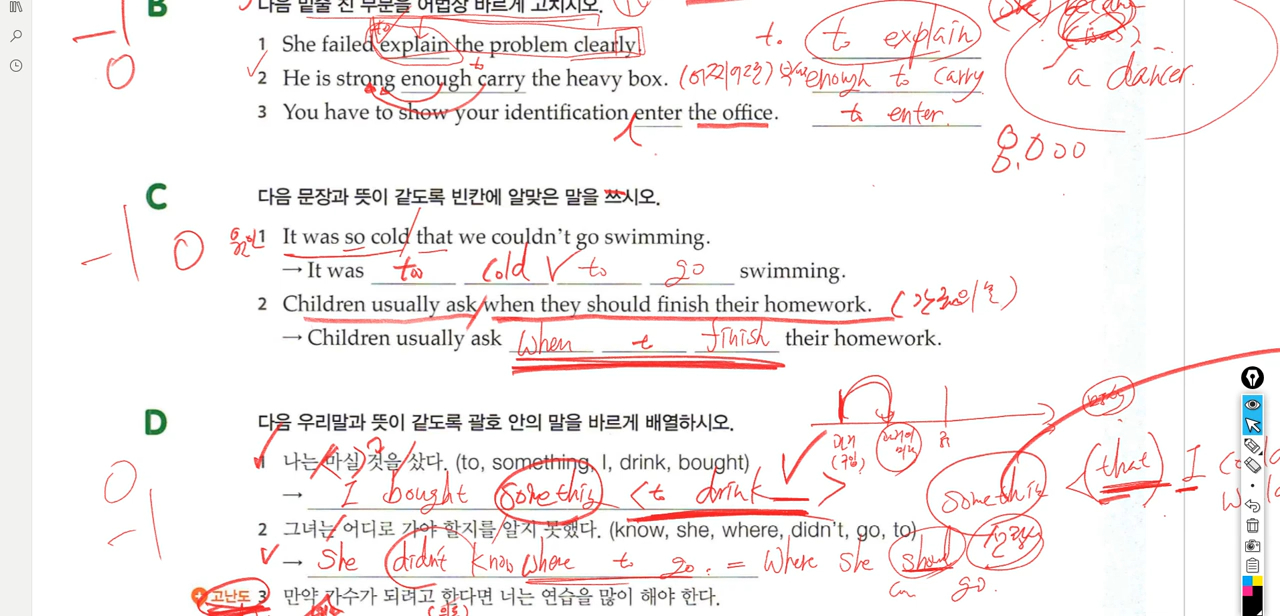 B 다음 밑줄 친 부분을 어법상 바르게 고치시오.
1 She failed explain the problem clearly. to explain
2 He is strong enough carry the heavy box. enough to carry
a dancer.
3 You have to show your identification enter the office. to enter.
8,000
C 다음 문장과 뜻이 같도록 빈칸에 알맞은 말을 쓰시오.
-1 0
1 It was so cold that we couldn't go swimming.
→ It was too cold to go swimming.
2 Children usually ask when they should finish their homework.
→ Children usually ask when to finish their homework.
D 다음 우리말과 뜻이 같도록 괄호 안의 말을 바르게 배열하시오.
1 나는 마실 것을 샀다. (to, something, I, drink, bought)
→ I bought somethig <to drink > somethig <(that) I
2 그녀는 어디로 가야 할지를 알지 못했다. (know, she, where, didn't, go, to)
→ She didn't know where to go. = Where she should
can go.
고난도 3 만약 가수가 되려고 한다면 너는 연습을 많이 해야 한다.